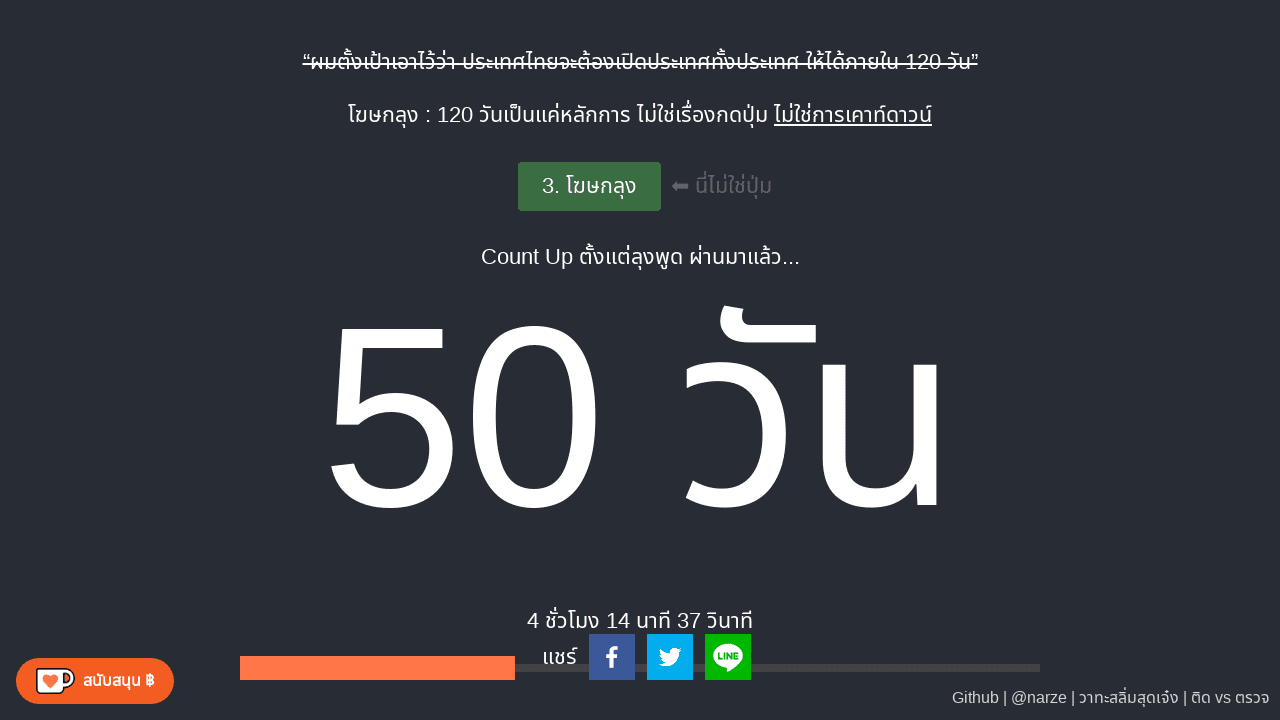 “ผมตั้งเป้าเอาไว้ว่า ประเทศไทยจะต้องเปิดประเทศทั้งประเทศ ให้ได้ภายใน 120 วัน”
โฆษกลุง : 120 วันเป็นแค่หลักการ ไม่ใช่เรื่องกดปุ่ม ไม่ใช่การเคาท์ดาวน์
3. โฆษกลุง ⬅ นี่ไม่ใช่ปุ่ม
Count Up ตั้งแต่ลุงพูด ผ่านมาแล้ว...
50 วัน
4 ชั่วโมง 14 นาที 37 วินาที
แชร์ LINE
สนับสนุน ฿
Github | @narze | วาทะสลิ่มสุดเจ๋ง | ติด vs ตรวจ